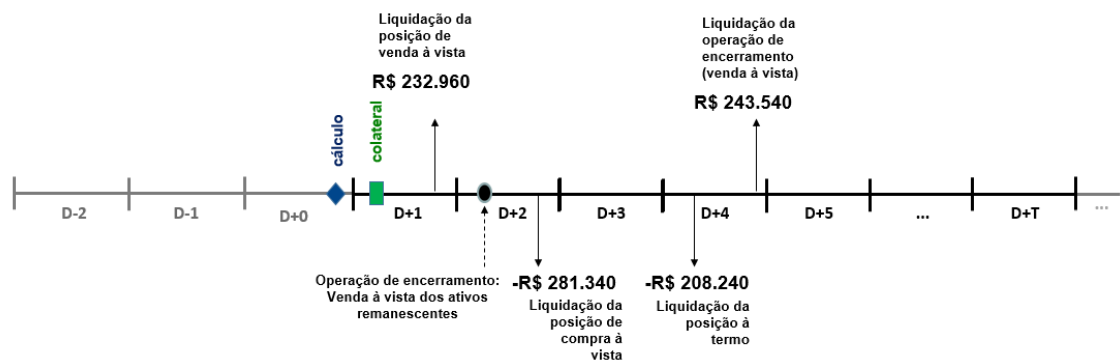 Liquidação da
posição de
venda à vista
R$ 232.960
Liquidação da
operação de
encerramento
(venda à vista)
R$ 243.540
cálculo
colateral
D-2
D-1
D+0
D+1
D+2
D+3
D+4
D+5
...
D+T
...
Operação de encerramento:
Venda à vista dos ativos
remanescentes
-R$ 281.340
Liquidação da
posição de
compra à
vista
-R$ 208.240
Liquidação da
posição à
termo